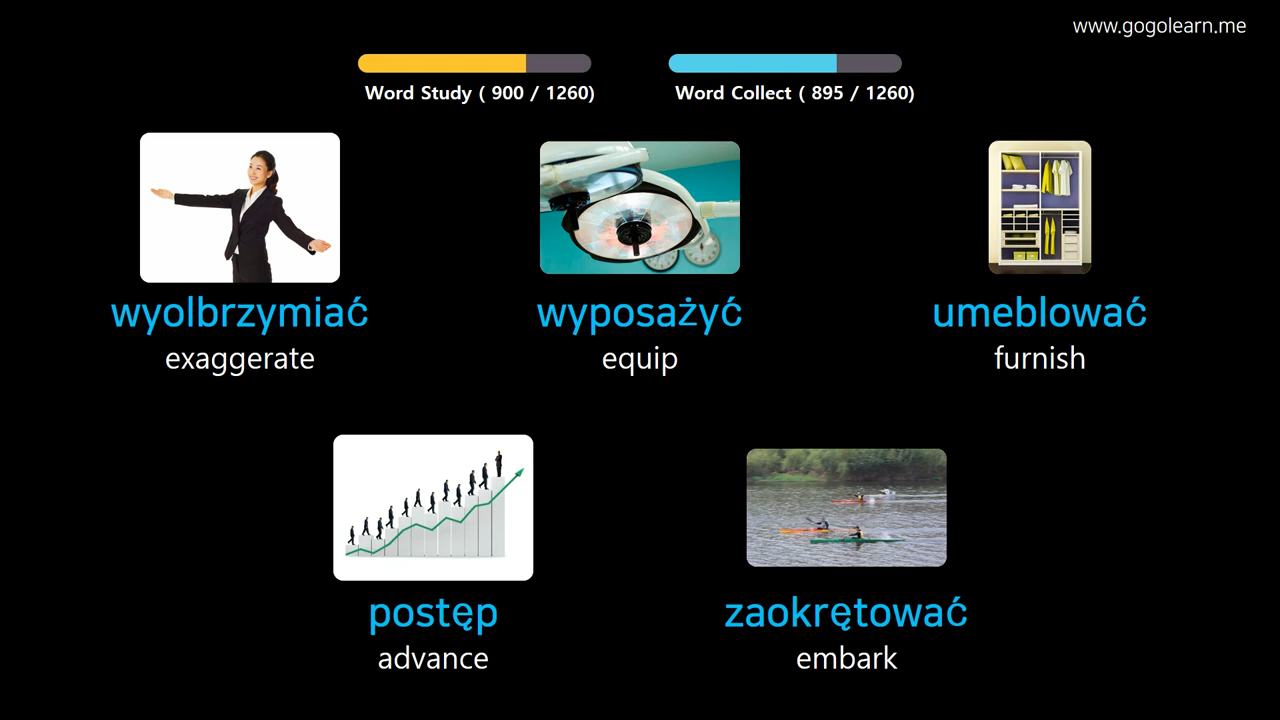 www.gogolearn.me
Word Study ( 900 / 1260)
Word Collect ( 895 / 1260)
wyolbrzymiać
exaggerate
wyposażyć
equip
umeblować
furnish
postęp
advance
zaokrętować
embark